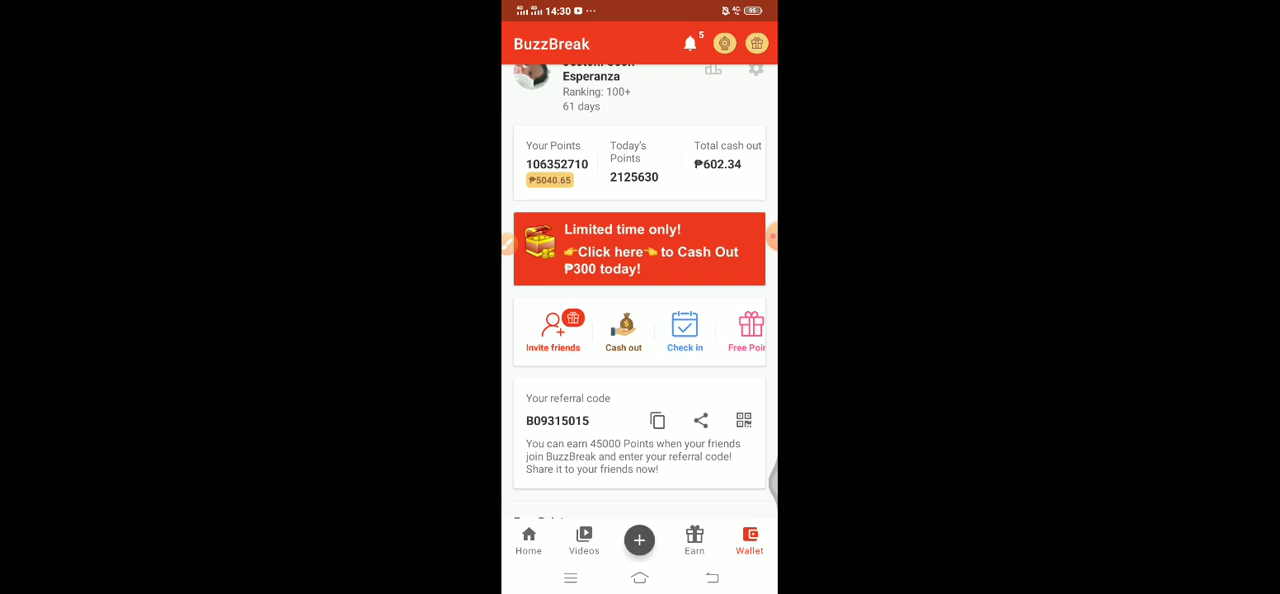 14:30
95
BuzzBreak
5
Esperanza
Ranking: 100+
61 days
Your Points
Today's
Points
Total cash out
106352710
2125630
₱602.34
₱5040.65
Limited time only!
👉Click here👈 to Cash Out
₱300 today!
Invite friends
Cash out
Check in
Free Poin
Your referral code
B09315015
You can earn 45000 Points when your friends
join BuzzBreak and enter your referral code!
Share it to your friends now!
Home
Videos
Earn
Wallet